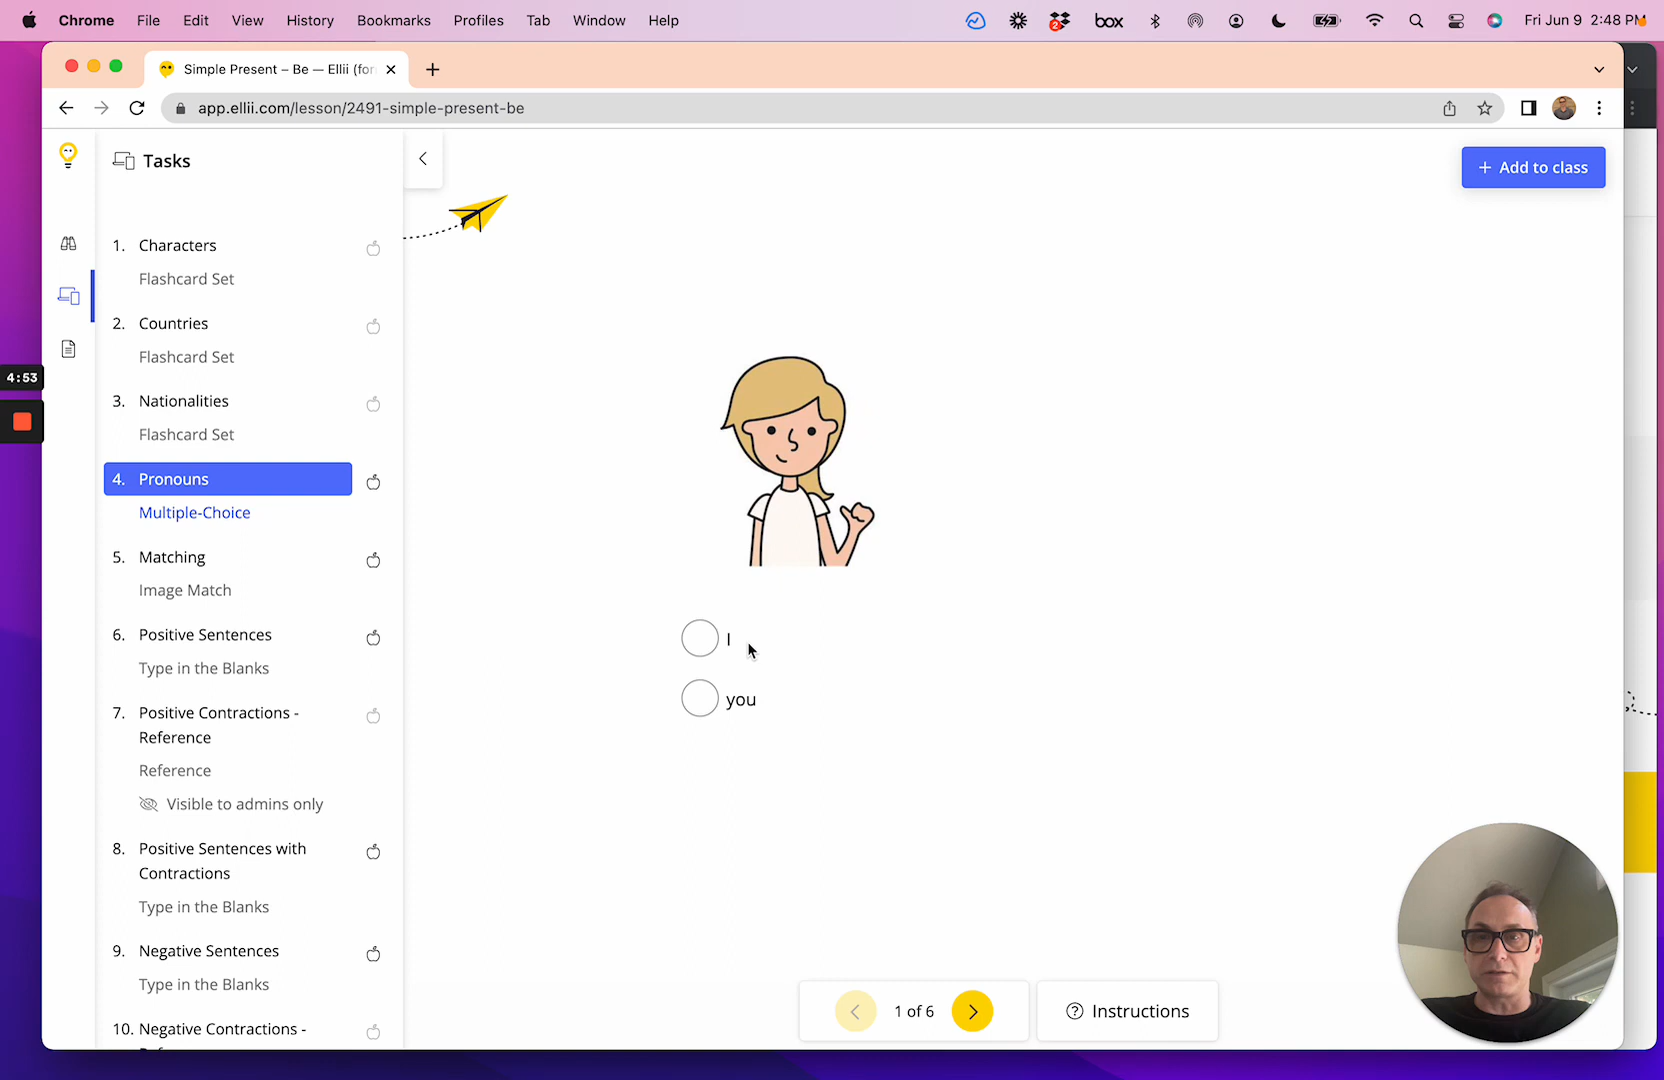 Chrome File Edit View History Bookmarks Profiles Tab Window Help 2 box Fri Jun 9 2:48 PM
Simple Present – Be — Ellii (for
app.ellii.com/lesson/2491-simple-present-be
Tasks
+ Add to class
1. Characters
Flashcard Set
2. Countries
Flashcard Set
4:53
3. Nationalities
Flashcard Set
4. Pronouns
Multiple-Choice
5. Matching
Image Match
6. Positive Sentences
Type in the Blanks
7. Positive Contractions -
Reference
Reference
Visible to admins only
8. Positive Sentences with
Contractions
Type in the Blanks
9. Negative Sentences
Type in the Blanks
10. Negative Contractions -
I
you
1 of 6
? Instructions